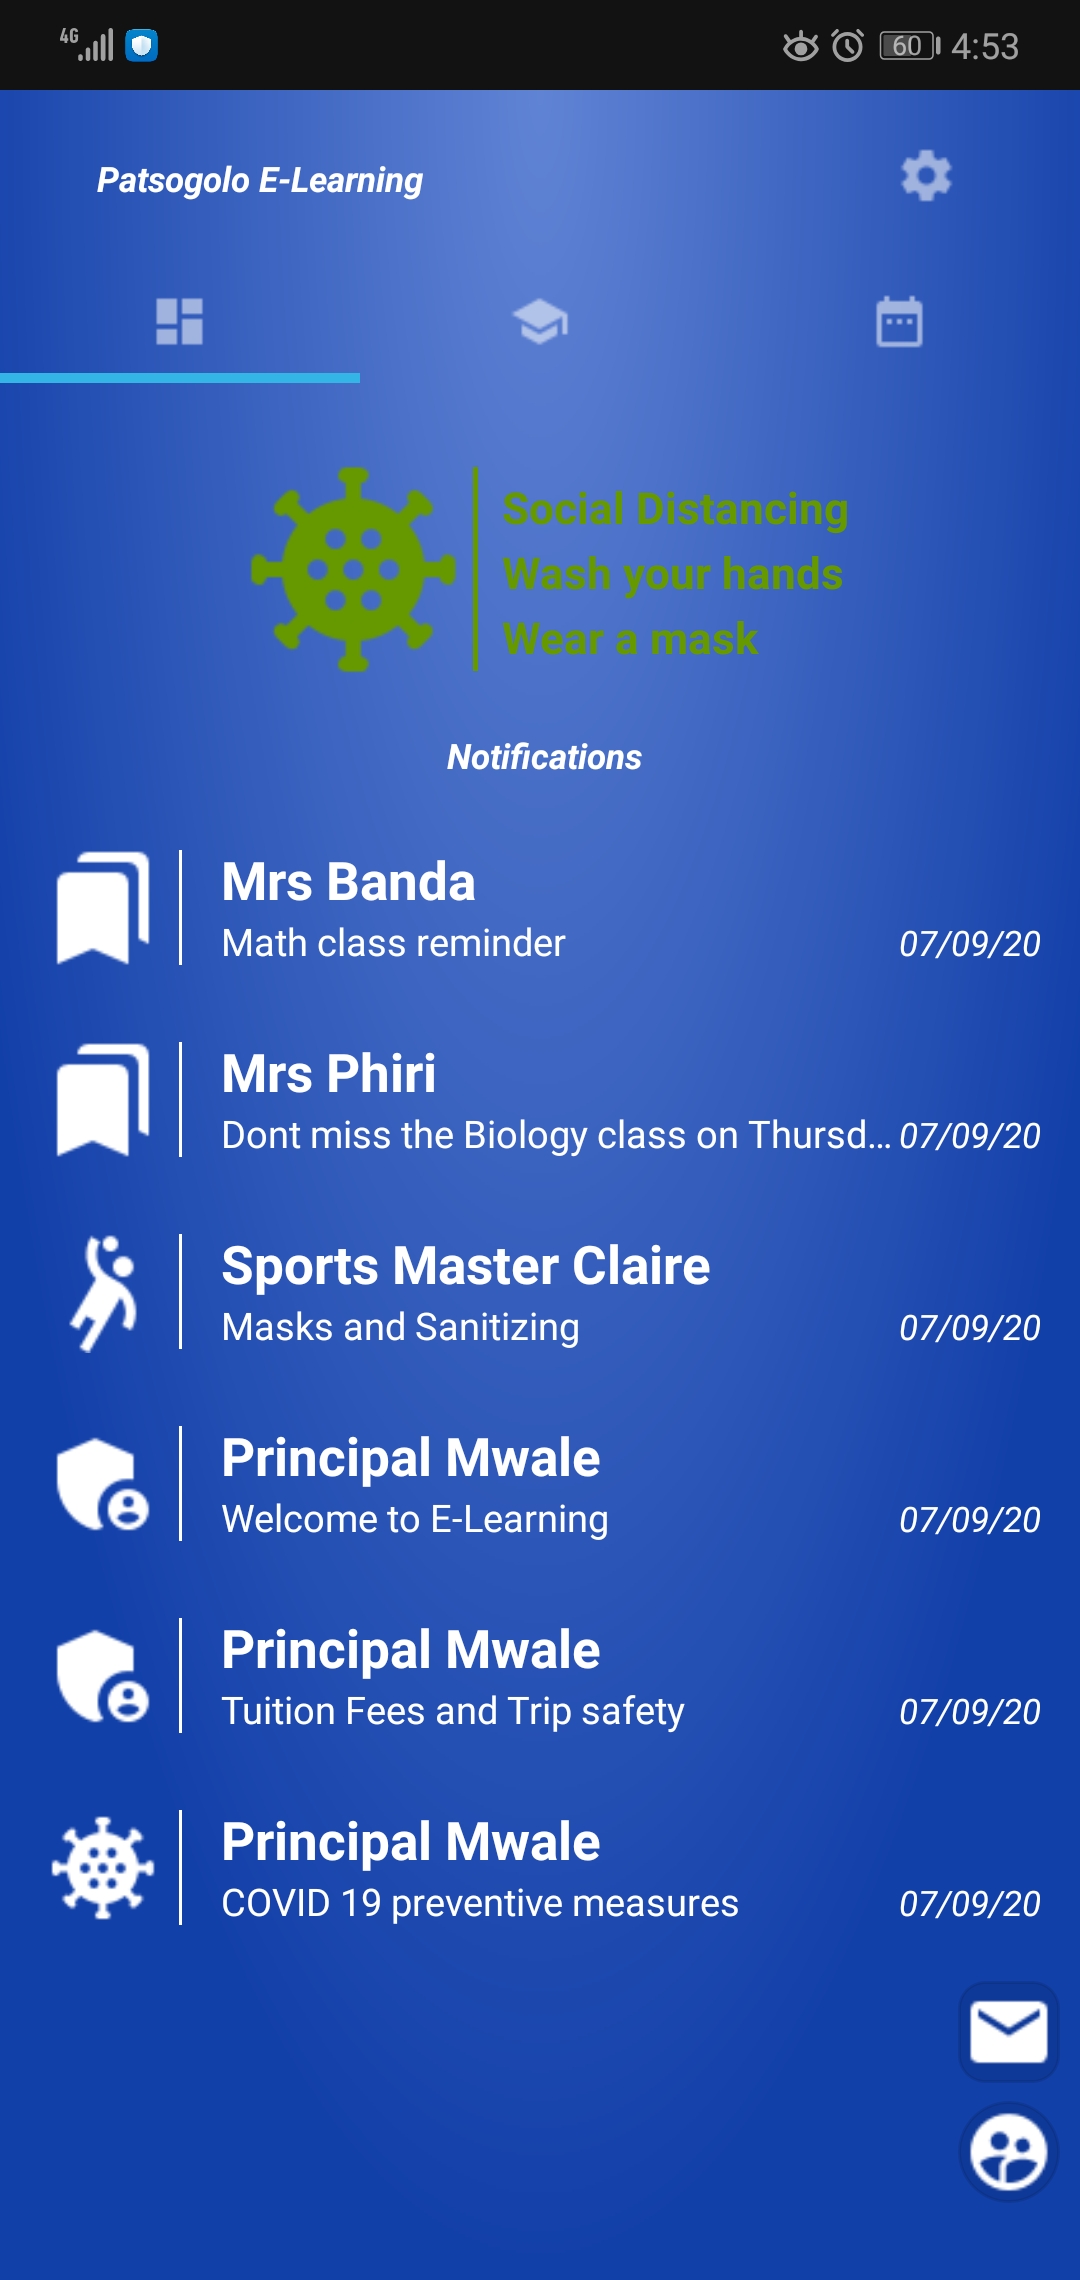 4G 60 4:53
Patsogolo E-Learning
Social Distancing
Wash your hands
Wear a mask
Notifications
Mrs Banda
Math class reminder 07/09/20
Mrs Phiri
Dont miss the Biology class on Thursd... 07/09/20
Sports Master Claire
Masks and Sanitizing 07/09/20
Principal Mwale
Welcome to E-Learning 07/09/20
Principal Mwale
Tuition Fees and Trip safety 07/09/20
Principal Mwale
COVID 19 preventive measures 07/09/20